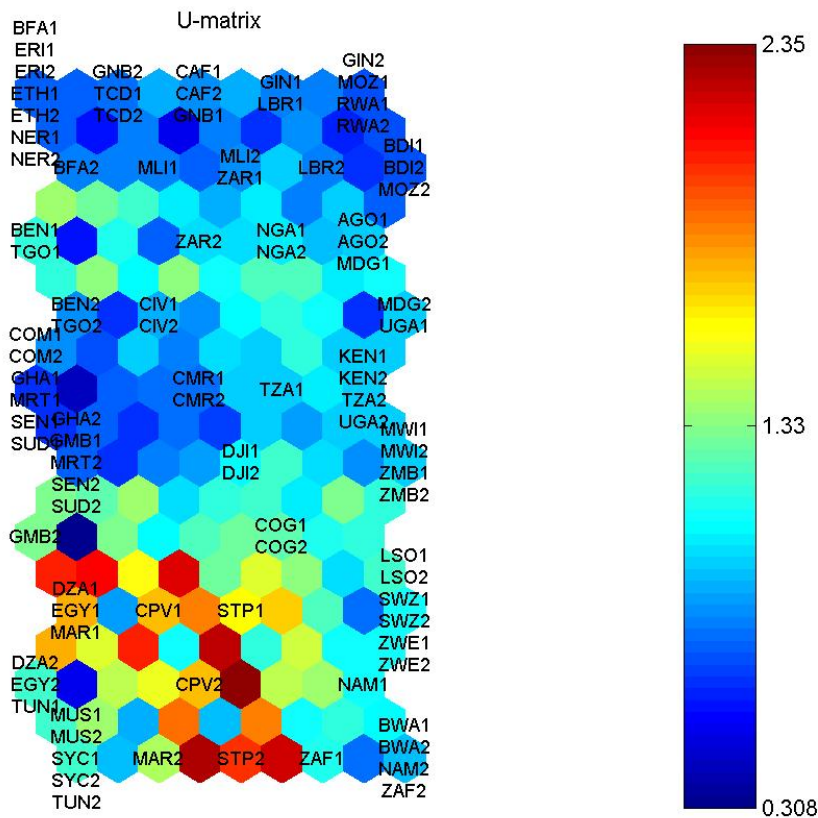 U-matrix
BFA1
ERI1
ERI2
ETH1
ETH2
NER1
NER2
GNB2
TCD1
TCD2
CAF1
CAF2
GNB1
GIN1
LBR1
GIN2
MOZ1
RWA1
RWA2
BFA2
MLI1
MLI2
ZAR1
LBR2
BDI1
BDI2
MOZ2
BEN1
TGO1
ZAR2
NGA1
NGA2
AGO1
AGO2
MDG1
BEN2
TGO2
CIV1
CIV2
MDG2
UGA1
COM1
COM2
GHA1
MRT1
SEN1
SUD1
CMR1
CMR2
TZA1
KEN1
KEN2
TZA2
UGA2
GHA2
GMB1
MRT2
SEN2
SUD2
DJI1
DJI2
MWI1
MWI2
ZMB1
ZMB2
GMB2
COG1
COG2
DZA1
EGY1
MAR1
CPV1
STP1
LSO1
LSO2
SWZ1
SWZ2
ZWE1
ZWE2
DZA2
EGY2
TUN1
CPV2
NAM1
MUS1
MUS2
SYC1
SYC2
TUN2
MAR2
STP2
ZAF1
BWA1
BWA2
NAM2
ZAF2
2.35
1.33
0.308